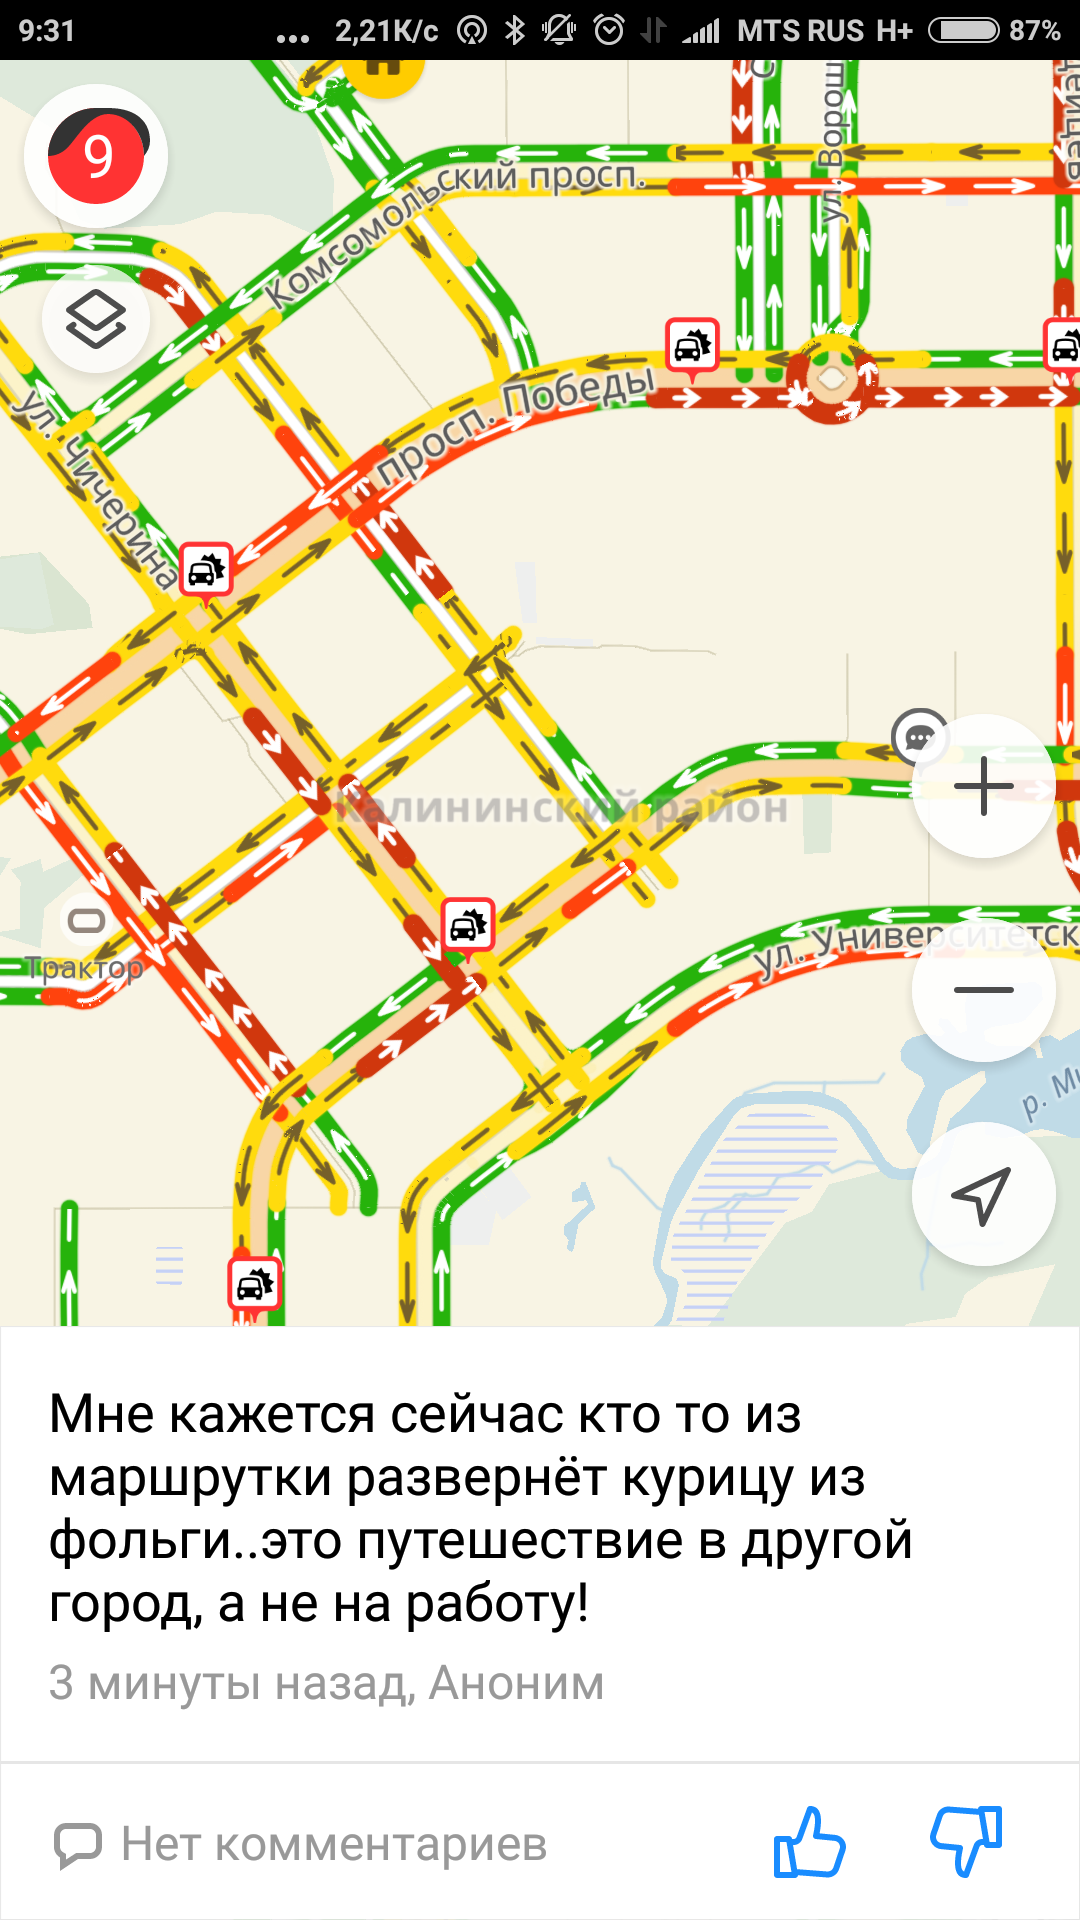 9:31 ... 2,21K/c MTS RUS H+ 87%
9
ул. Ворош
Комсомольский просп.
просп. Победы
ул. Чичерина
Калининский район
ул. Университетск
Трактор
р. Ми
Мне кажется сейчас кто то из
маршрутки развернёт курицу из
фольги..это путешествие в другой
город, а не на работу!
3 минуты назад, Аноним
Нет комментариев